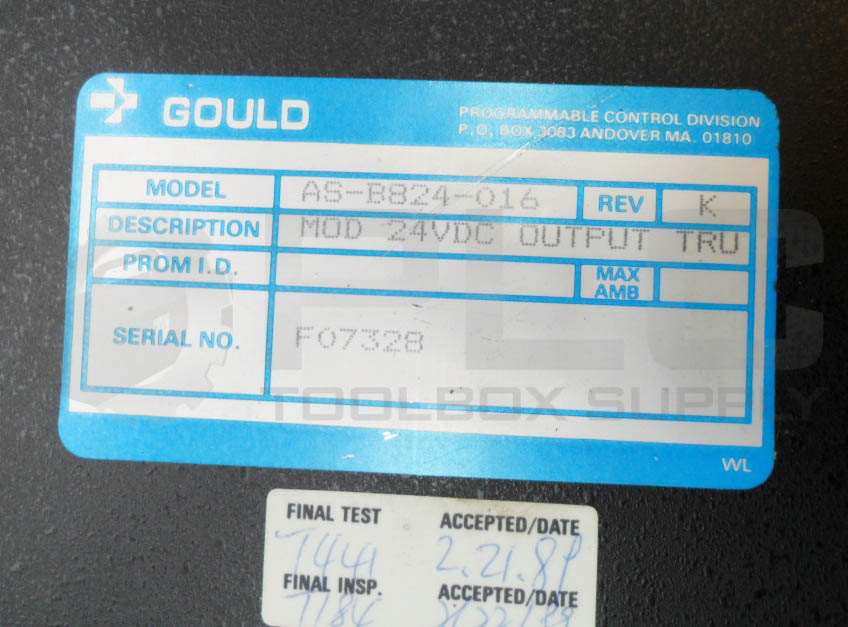 GOULD
PROGRAMMABLE CONTROL DIVISION
P.O. BOX 3083 ANDOVER MA. 01810
MODEL AS-B824-016 REV K
DESCRIPTION MOD 24VDC OUTPUT TRU
PROM I.D. MAX AMB
SERIAL NO. F07328
PLC
TOOLBOX SUPPLY
WL
FINAL TEST ACCEPTED/DATE
FINAL INSP. ACCEPTED/DATE